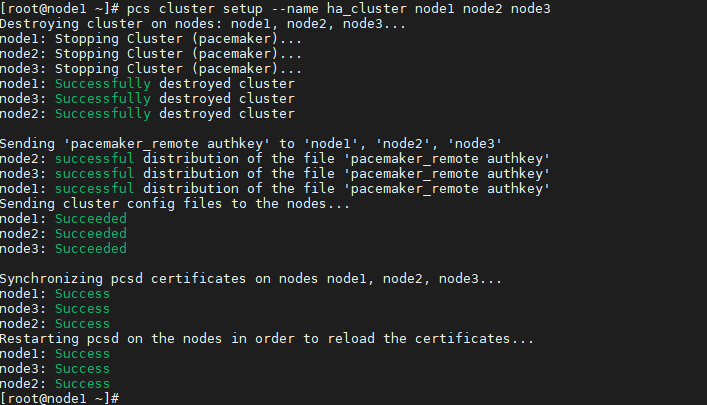 [root@node1 ~]# pcs cluster setup --name ha_cluster node1 node2 node3
Destroying cluster on nodes: node1, node2, node3...
node1: Stopping Cluster (pacemaker)...
node2: Stopping Cluster (pacemaker)...
node3: Stopping Cluster (pacemaker)...
node1: Successfully destroyed cluster
node3: Successfully destroyed cluster
node2: Successfully destroyed cluster

Sending 'pacemaker_remote authkey' to 'node1', 'node2', 'node3'
node2: successful distribution of the file 'pacemaker_remote authkey'
node3: successful distribution of the file 'pacemaker_remote authkey'
node1: successful distribution of the file 'pacemaker_remote authkey'
Sending cluster config files to the nodes...
node1: Succeeded
node2: Succeeded
node3: Succeeded

Synchronizing pcsd certificates on nodes node1, node2, node3...
node1: Success
node3: Success
node2: Success
Restarting pcsd on the nodes in order to reload the certificates...
node1: Success
node3: Success
node2: Success
[root@node1 ~]#